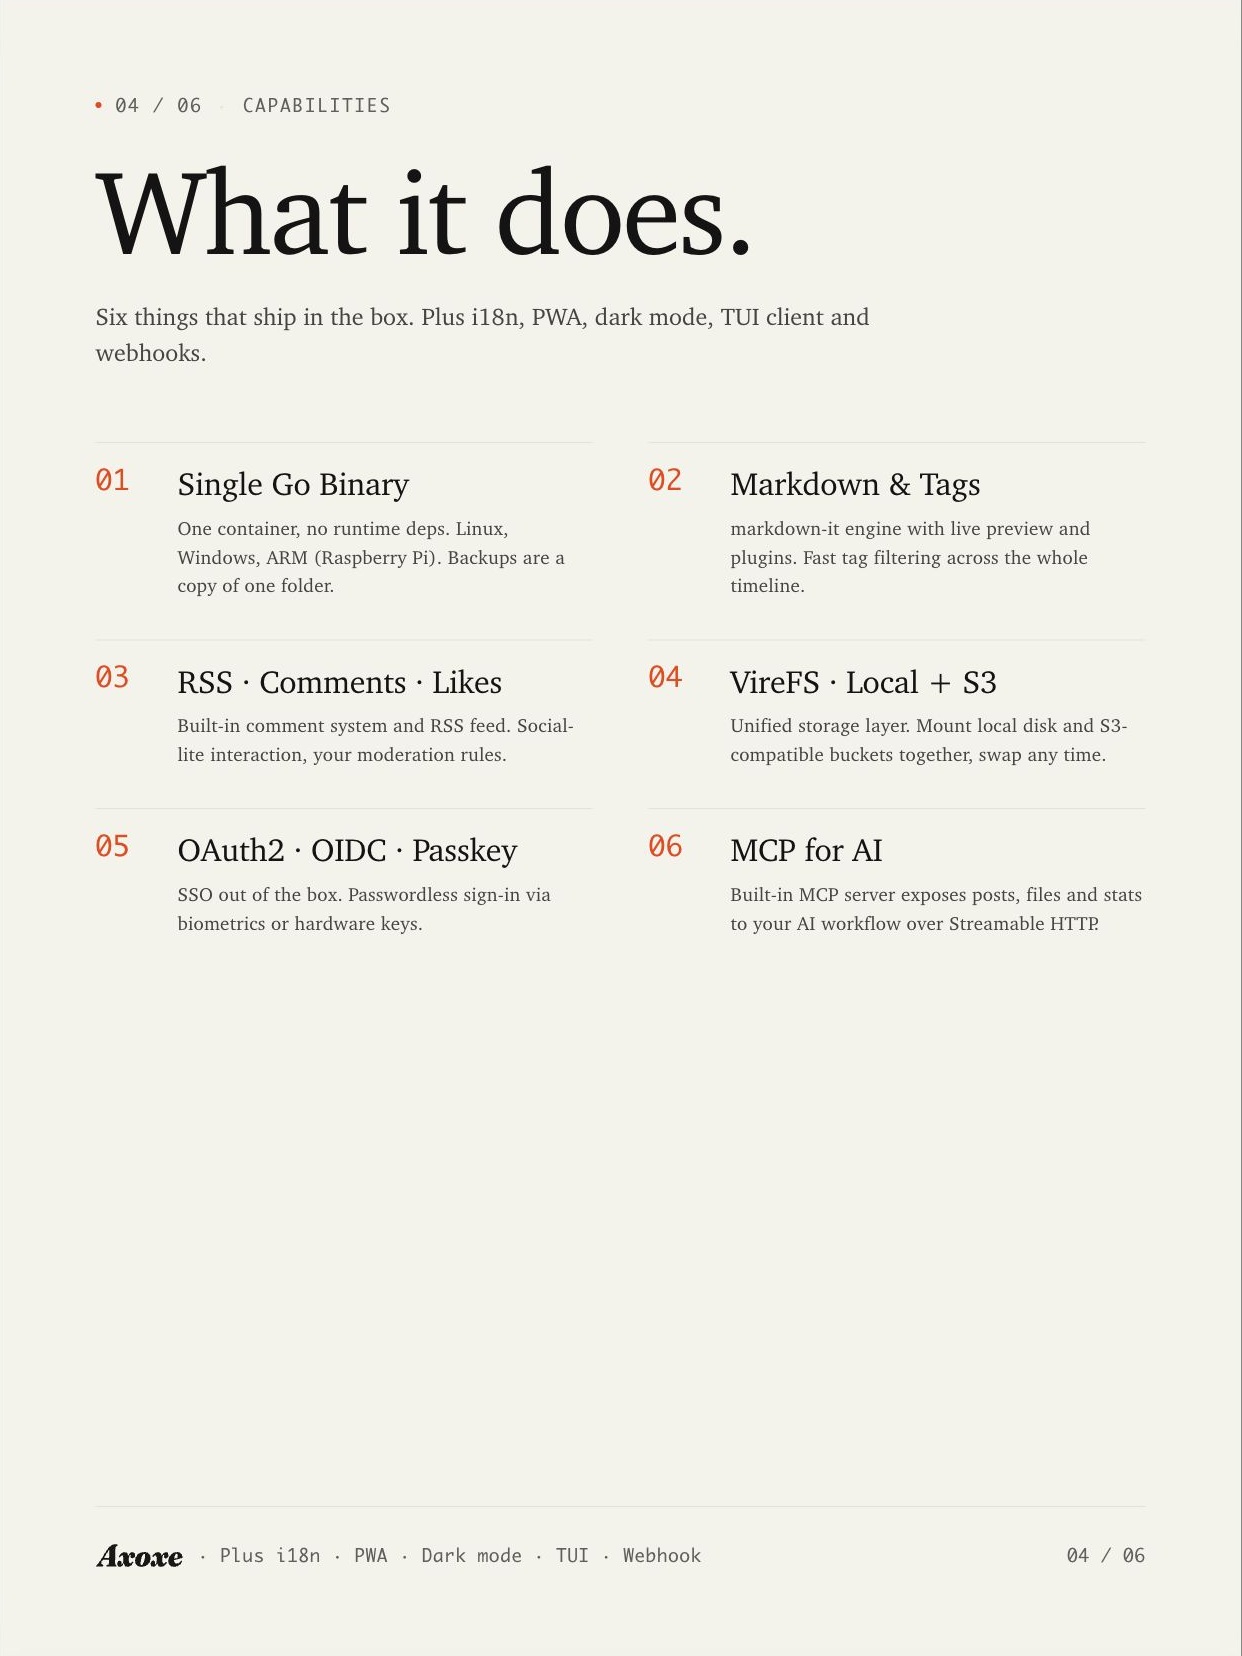 • 04 / 06 · CAPABILITIES
What it does.
Six things that ship in the box. Plus i18n, PWA, dark mode, TUI client and
webhooks.
01 Single Go Binary
One container, no runtime deps. Linux,
Windows, ARM (Raspberry Pi). Backups are a
copy of one folder.
02 Markdown & Tags
markdown-it engine with live preview and
plugins. Fast tag filtering across the whole
timeline.
03 RSS · Comments · Likes
Built-in comment system and RSS feed. Social-
lite interaction, your moderation rules.
04 VireFS · Local + S3
Unified storage layer. Mount local disk and S3-
compatible buckets together, swap any time.
05 OAuth2 · OIDC · Passkey
SSO out of the box. Passwordless sign-in via
biometrics or hardware keys.
06 MCP for AI
Built-in MCP server exposes posts, files and stats
to your AI workflow over Streamable HTTP.
Axoxe · Plus i18n · PWA · Dark mode · TUI · Webhook 04 / 06